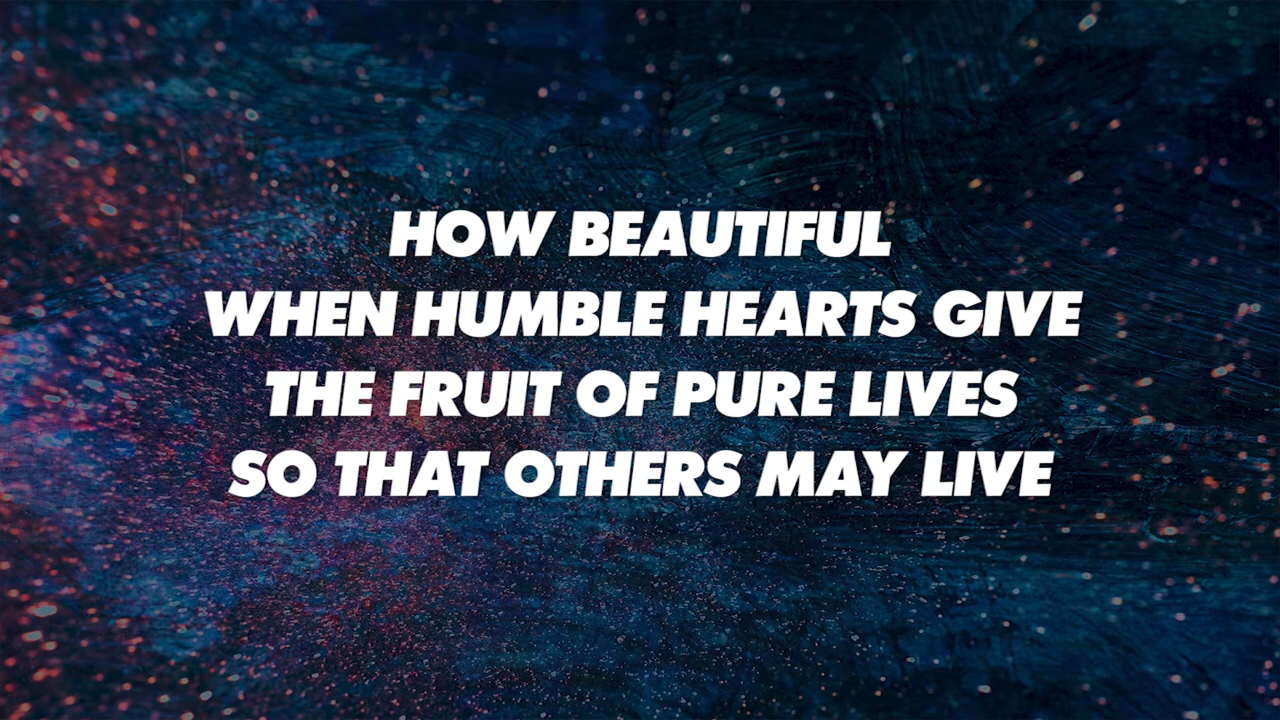 HOW BEAUTIFUL
WHEN HUMBLE HEARTS GIVE
THE FRUIT OF PURE LIVES
SO THAT OTHERS MAY LIVE